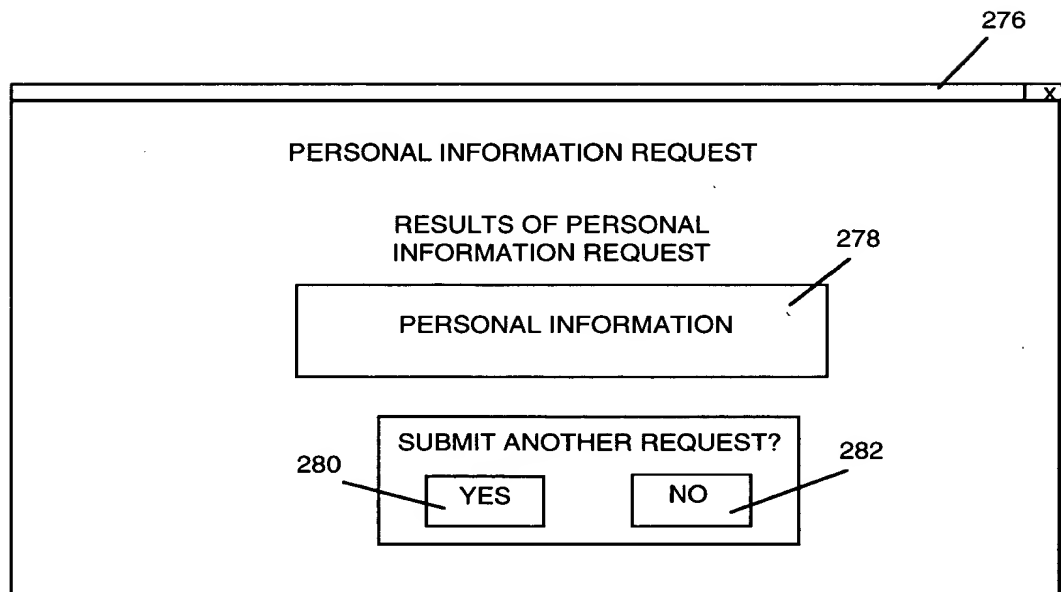 276
X
PERSONAL INFORMATION REQUEST
RESULTS OF PERSONAL
INFORMATION REQUEST
278
PERSONAL INFORMATION
SUBMIT ANOTHER REQUEST?
280
YES
NO
282